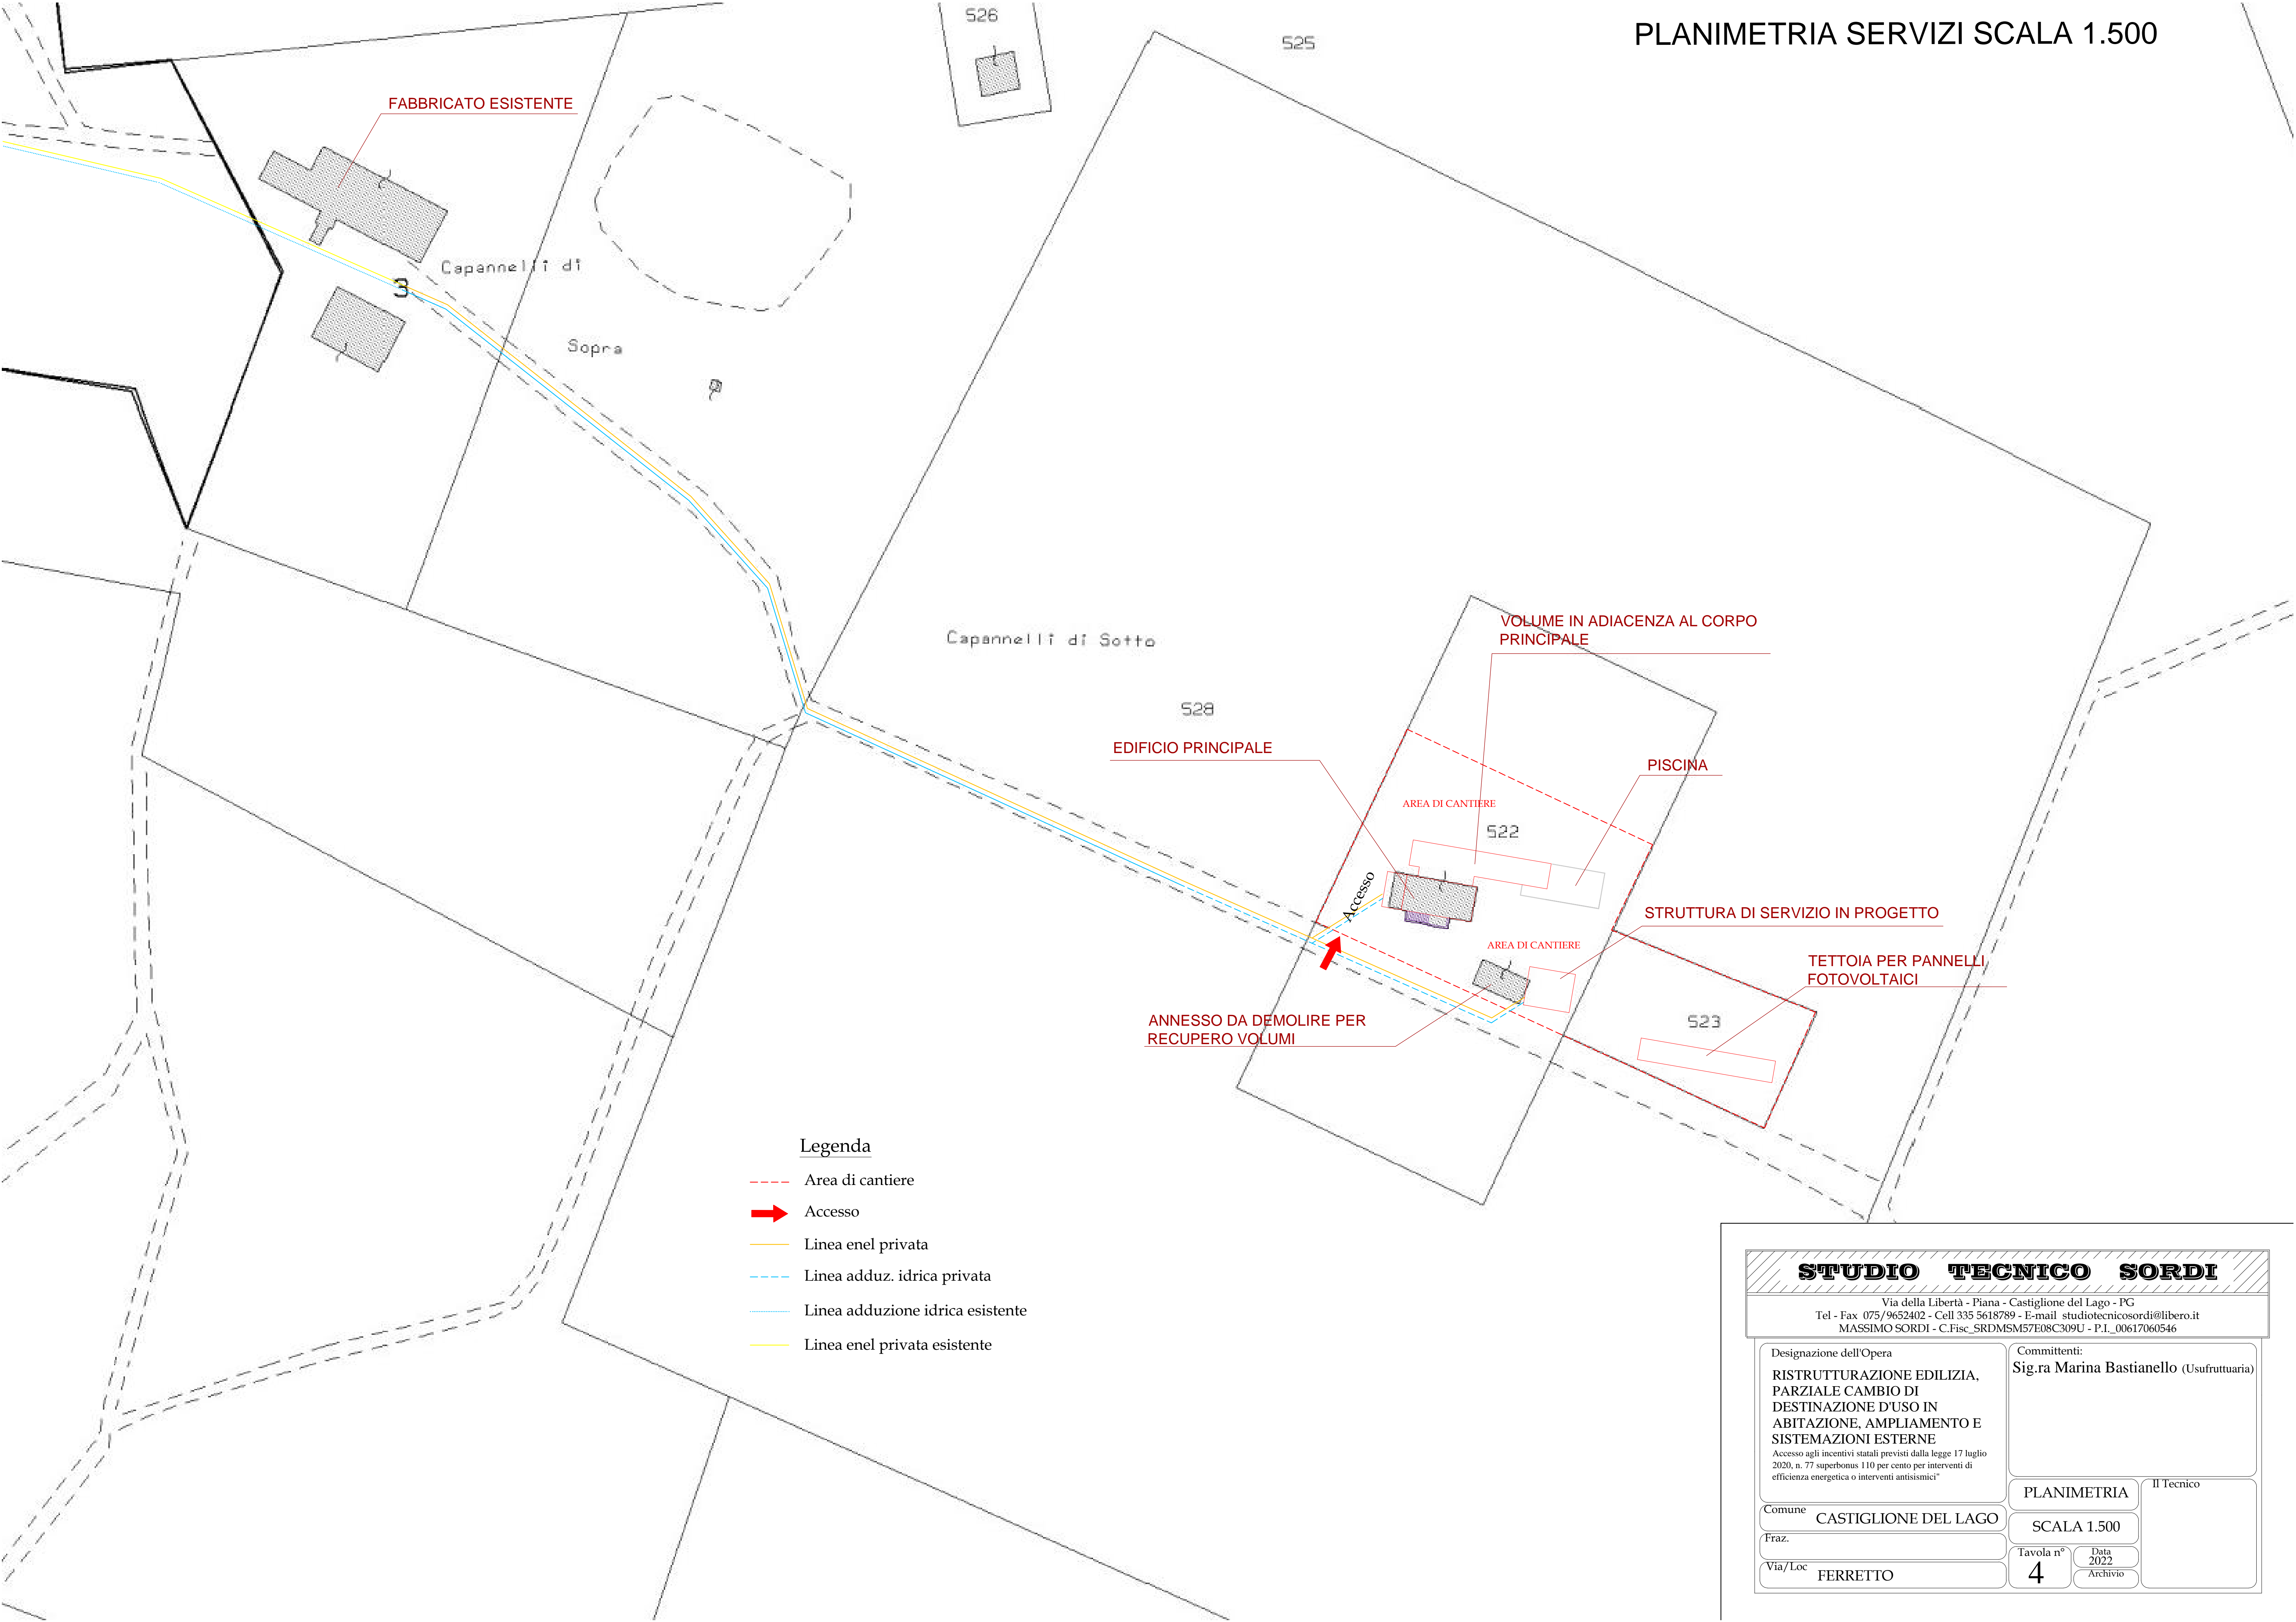 PLANIMETRIA SERVIZI SCALA 1.500
526
525
FABBRICATO ESISTENTE
Capannelli di
3
Sopra
Capannelli di Sotto
VOLUME IN ADIACENZA AL CORPO
PRINCIPALE
528
EDIFICIO PRINCIPALE
PISCINA
AREA DI CANTIERE
522
Accesso
STRUTTURA DI SERVIZIO IN PROGETTO
AREA DI CANTIERE
TETTOIA PER PANNELLI
FOTOVOLTAICI
ANNESSO DA DEMOLIRE PER
RECUPERO VOLUMI
523
Legenda
Area di cantiere
Accesso
Linea enel privata
Linea adduz. idrica privata
Linea adduzione idrica esistente
Linea enel privata esistente
STUDIO TECNICO SORDI
Via della Libertà - Piana - Castiglione del Lago - PG
Tel - Fax 075/9652402 - Cell 335 5618789 - E-mail studiotecnicosordi@libero.it
MASSIMO SORDI - C.Fisc_SRDMSM57E08C309U - P.I._00617060546
Designazione dell'Opera
RISTRUTTURAZIONE EDILIZIA,
PARZIALE CAMBIO DI
DESTINAZIONE D'USO IN
ABITAZIONE, AMPLIAMENTO E
SISTEMAZIONI ESTERNE
Accesso agli incentivi statali previsti dalla legge 17 luglio
2020, n. 77 superbonus 110 per cento per interventi di
efficienza energetica o interventi antisismici"
Committenti:
Sig.ra Marina Bastianello (Usufruttuaria)
Comune
CASTIGLIONE DEL LAGO
Fraz.
Via/Loc
FERRETTO
PLANIMETRIA
SCALA 1.500
Tavola n°
4
Data
2022
Archivio
Il Tecnico